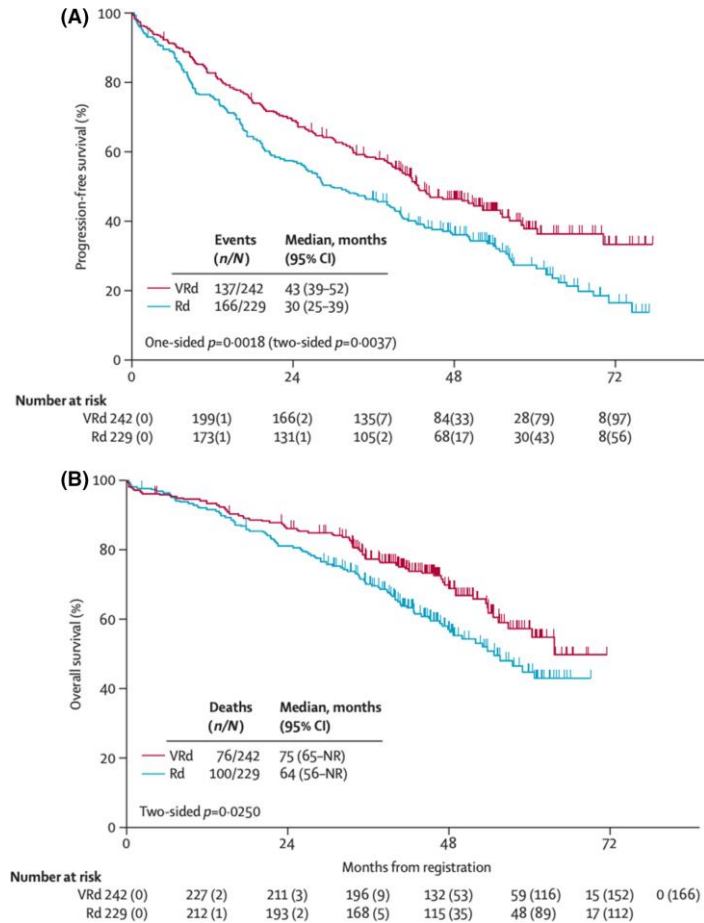 (A)
100
80
60
40
20
0
Progression-free survival (%)
Events Median, months
(n/N) (95% CI)
VRd 137/242 43 (39–52)
Rd 166/229 30 (25–39)
One-sided p=0·0018 (two-sided p=0·0037)
0 24 48 72
Number at risk
VRd 242 (0) 199(1) 166(2) 135(7) 84(33) 28(79) 8(97)
Rd 229 (0) 173(1) 131(1) 105(2) 68(17) 30(43) 8(56)
(B)
100
80
60
40
20
0
Overall survival (%)
Deaths Median, months
(n/N) (95% CI)
VRd 76/242 75 (65–NR)
Rd 100/229 64 (56–NR)
Two-sided p=0·0250
0 24 48 72
Months from registration
Number at risk
VRd 242 (0) 227 (2) 211 (3) 196 (9) 132 (53) 59 (116) 15 (152) 0 (166)
Rd 229 (0) 212 (1) 193 (2) 168 (5) 115 (35) 48 (89) 17 (112)